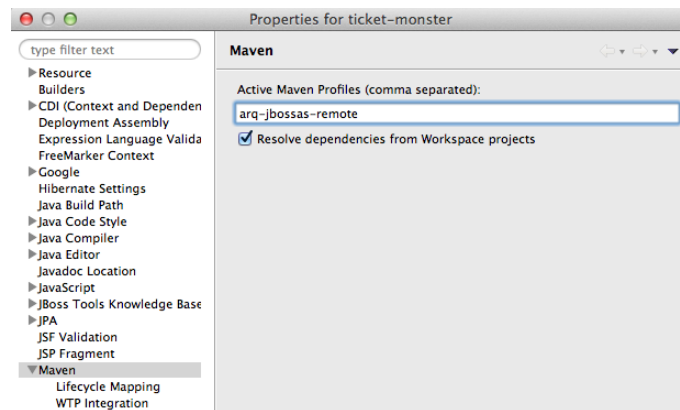 Properties for ticket-monster
type filter text
Resource
Builders
CDI (Context and Dependen
Deployment Assembly
Expression Language Valida
FreeMarker Context
Google
Hibernate Settings
Java Build Path
Java Code Style
Java Compiler
Java Editor
Javadoc Location
JavaScript
JBoss Tools Knowledge Base
JPA
JSF Validation
JSP Fragment
Maven
Lifecycle Mapping
WTP Integration
Maven
Active Maven Profiles (comma separated):
arq-jbossas-remote
Resolve dependencies from Workspace projects